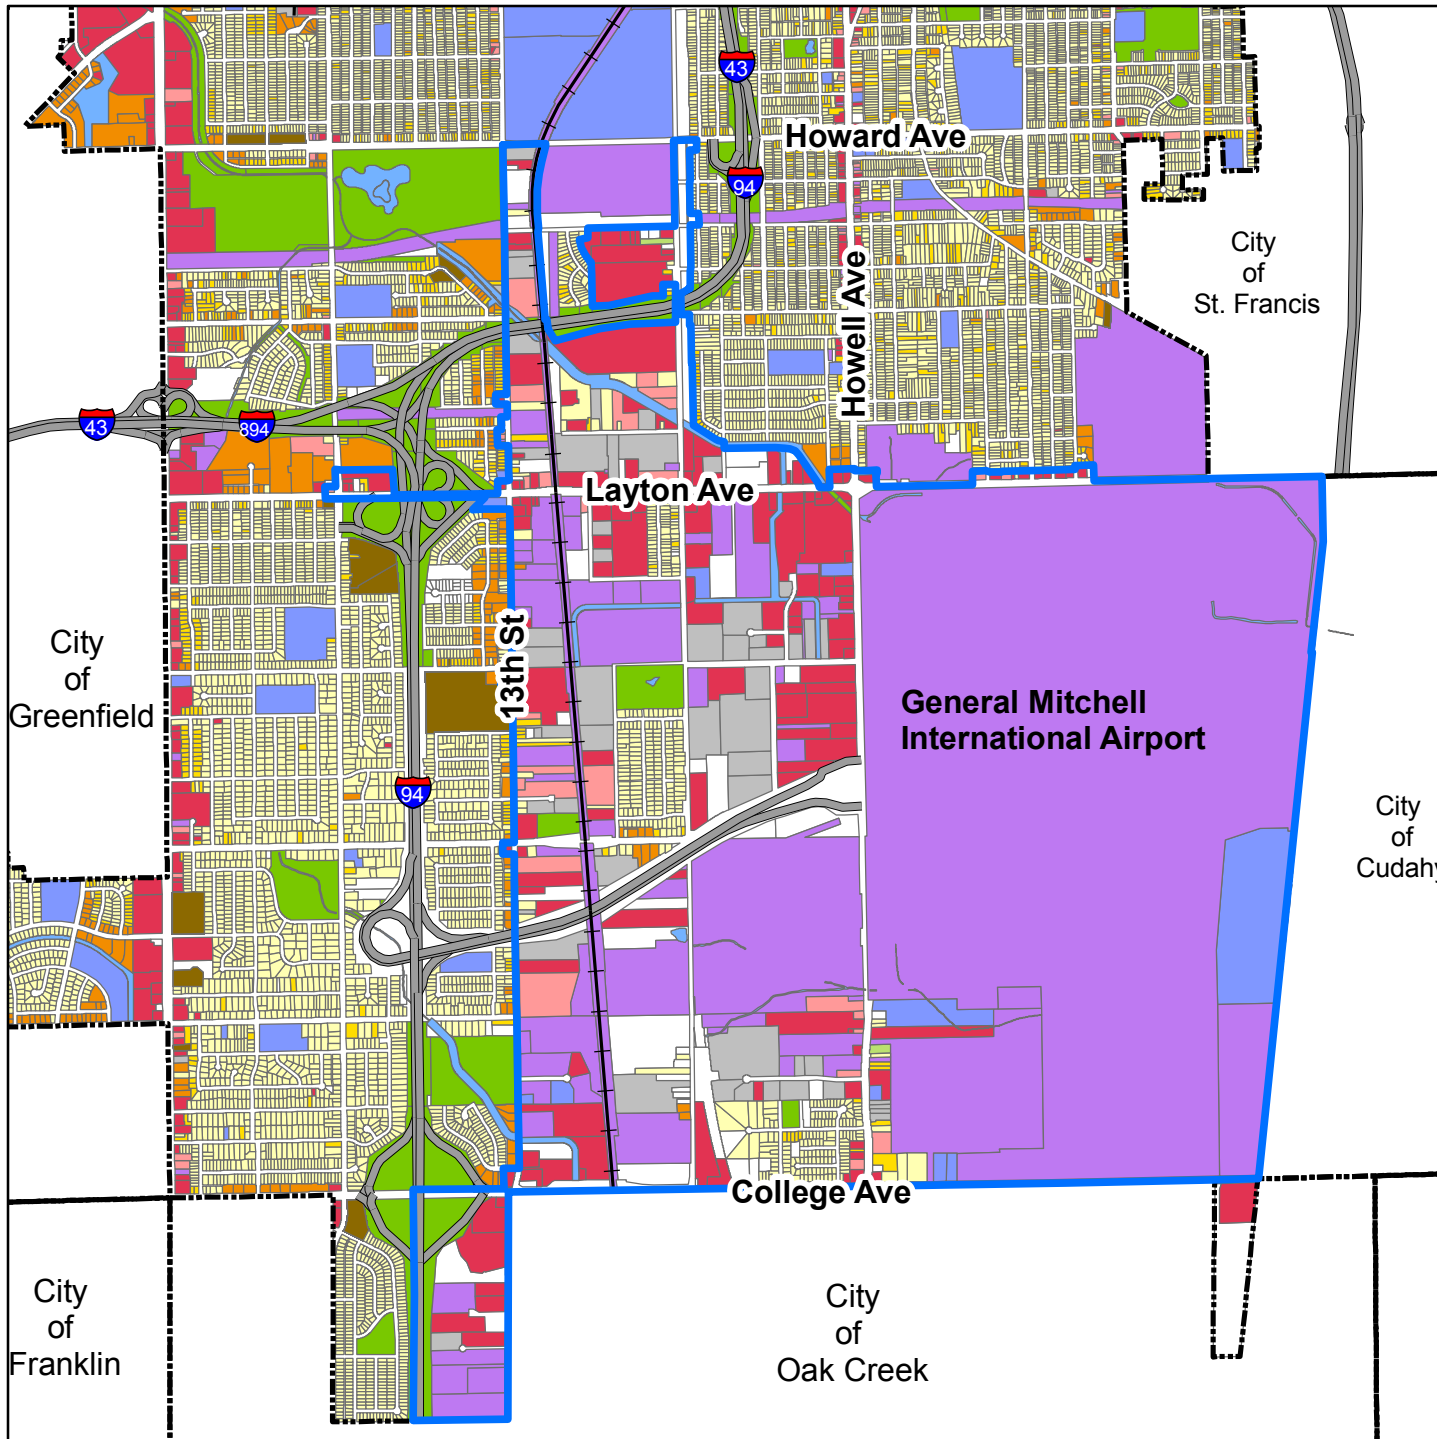 43
Howard Ave
94
City
of
St. Francis
Howell Ave
43
894
Layton Ave
City
of
Greenfield
13th St
General Mitchell
International Airport
94
City
of
Cudahy
College Ave
City
of
Franklin
City
of
Oak Creek